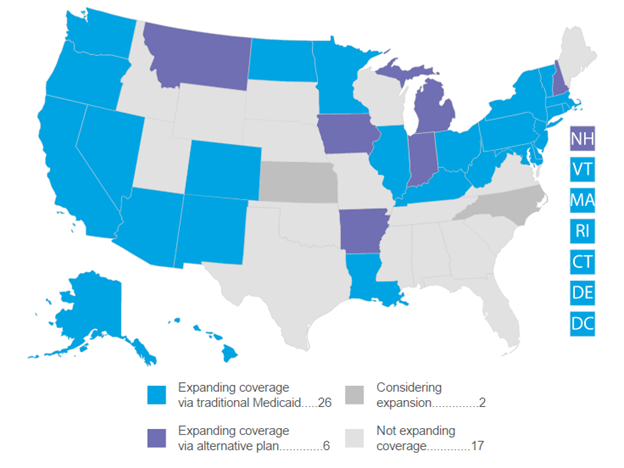 NH
VT
MA
RI
CT
DE
DC
Expanding coverage
via traditional Medicaid.....26
Considering
expansion..............2
Expanding coverage
via alternative plan.............6
Not expanding
coverage.............17